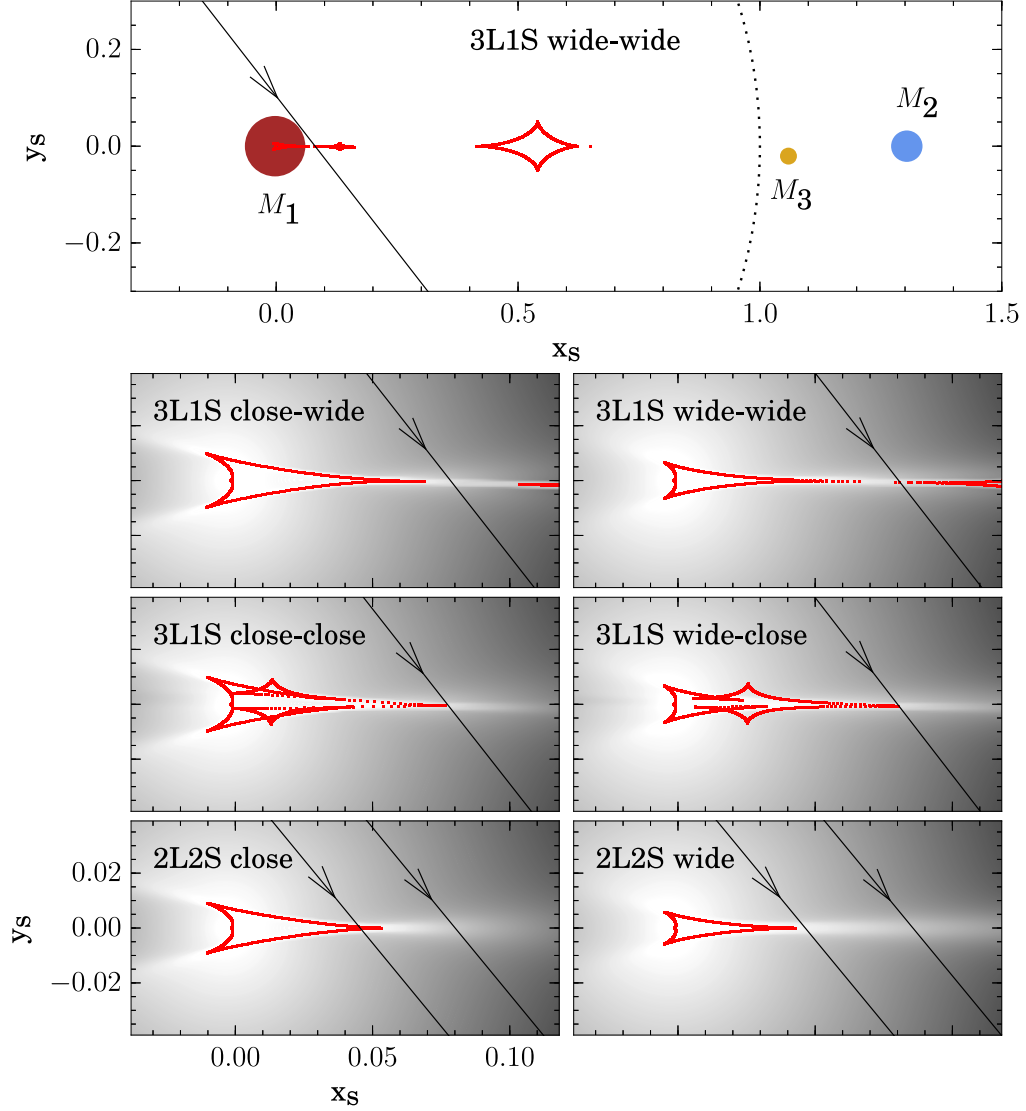 3L1S wide-wide
0.2
0.0
−0.2
yS
M1
M3
M2
0.0 0.5 1.0 1.5
xS
3L1S close-wide 3L1S wide-wide
3L1S close-close 3L1S wide-close
2L2S close 2L2S wide
0.02
0.00
−0.02
yS
0.00 0.05 0.10
xS